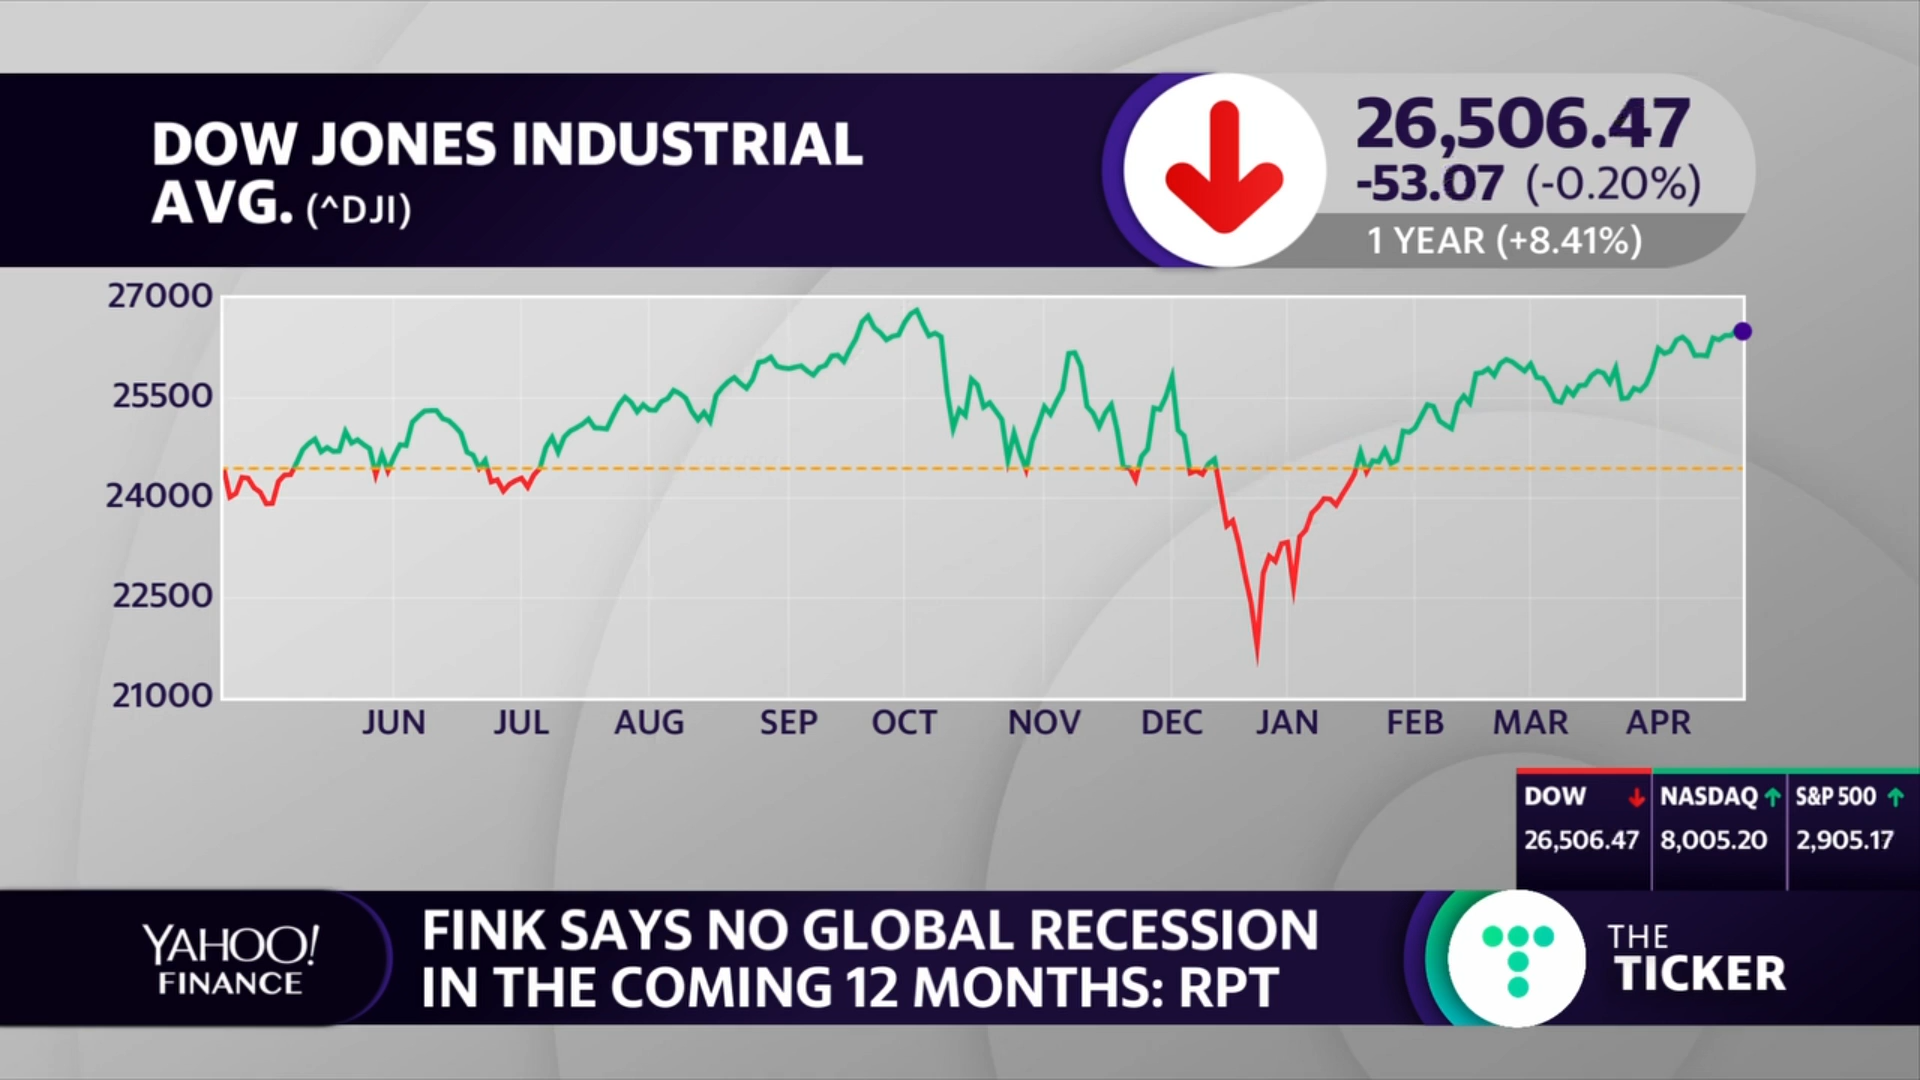 DOW JONES INDUSTRIAL
AVG. (^DJI)
26,506.47
-53.07 (-0.20%)
1 YEAR (+8.41%)
27000
25500
24000
22500
21000
JUN JUL AUG SEP OCT NOV DEC JAN FEB MAR APR
DOW NASDAQ S&P 500
26,506.47 8,005.20 2,905.17
YAHOO!
FINANCE
FINK SAYS NO GLOBAL RECESSION
IN THE COMING 12 MONTHS: RPT
THE
TICKER